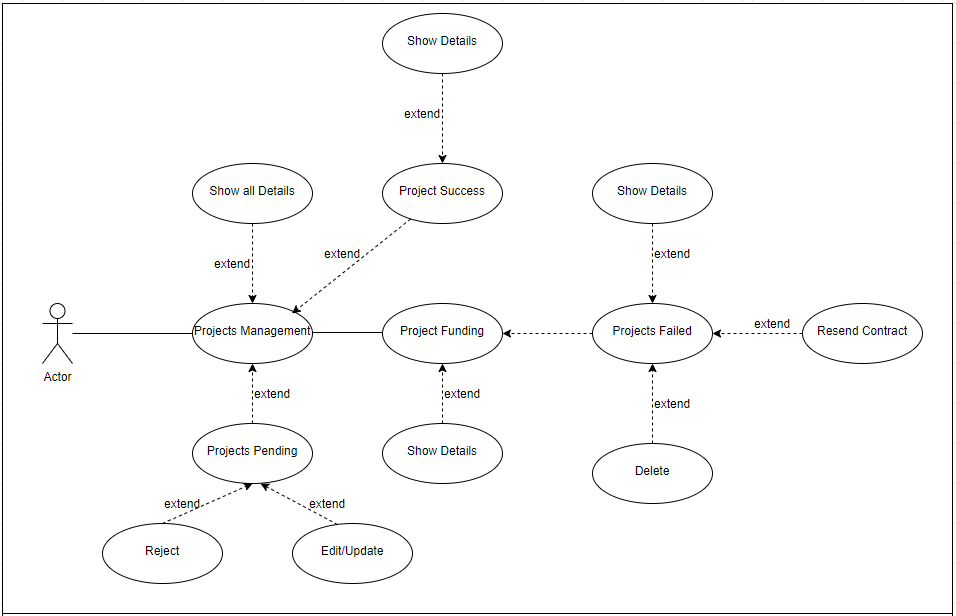 Show Details
extend
Show all Details
Project Success
Show Details
extend
extend
extend
Projects Management
Project Funding
Projects Failed
extend
Resend Contract
Actor
extend
extend
extend
Projects Pending
Show Details
Delete
extend
extend
Reject
Edit/Update